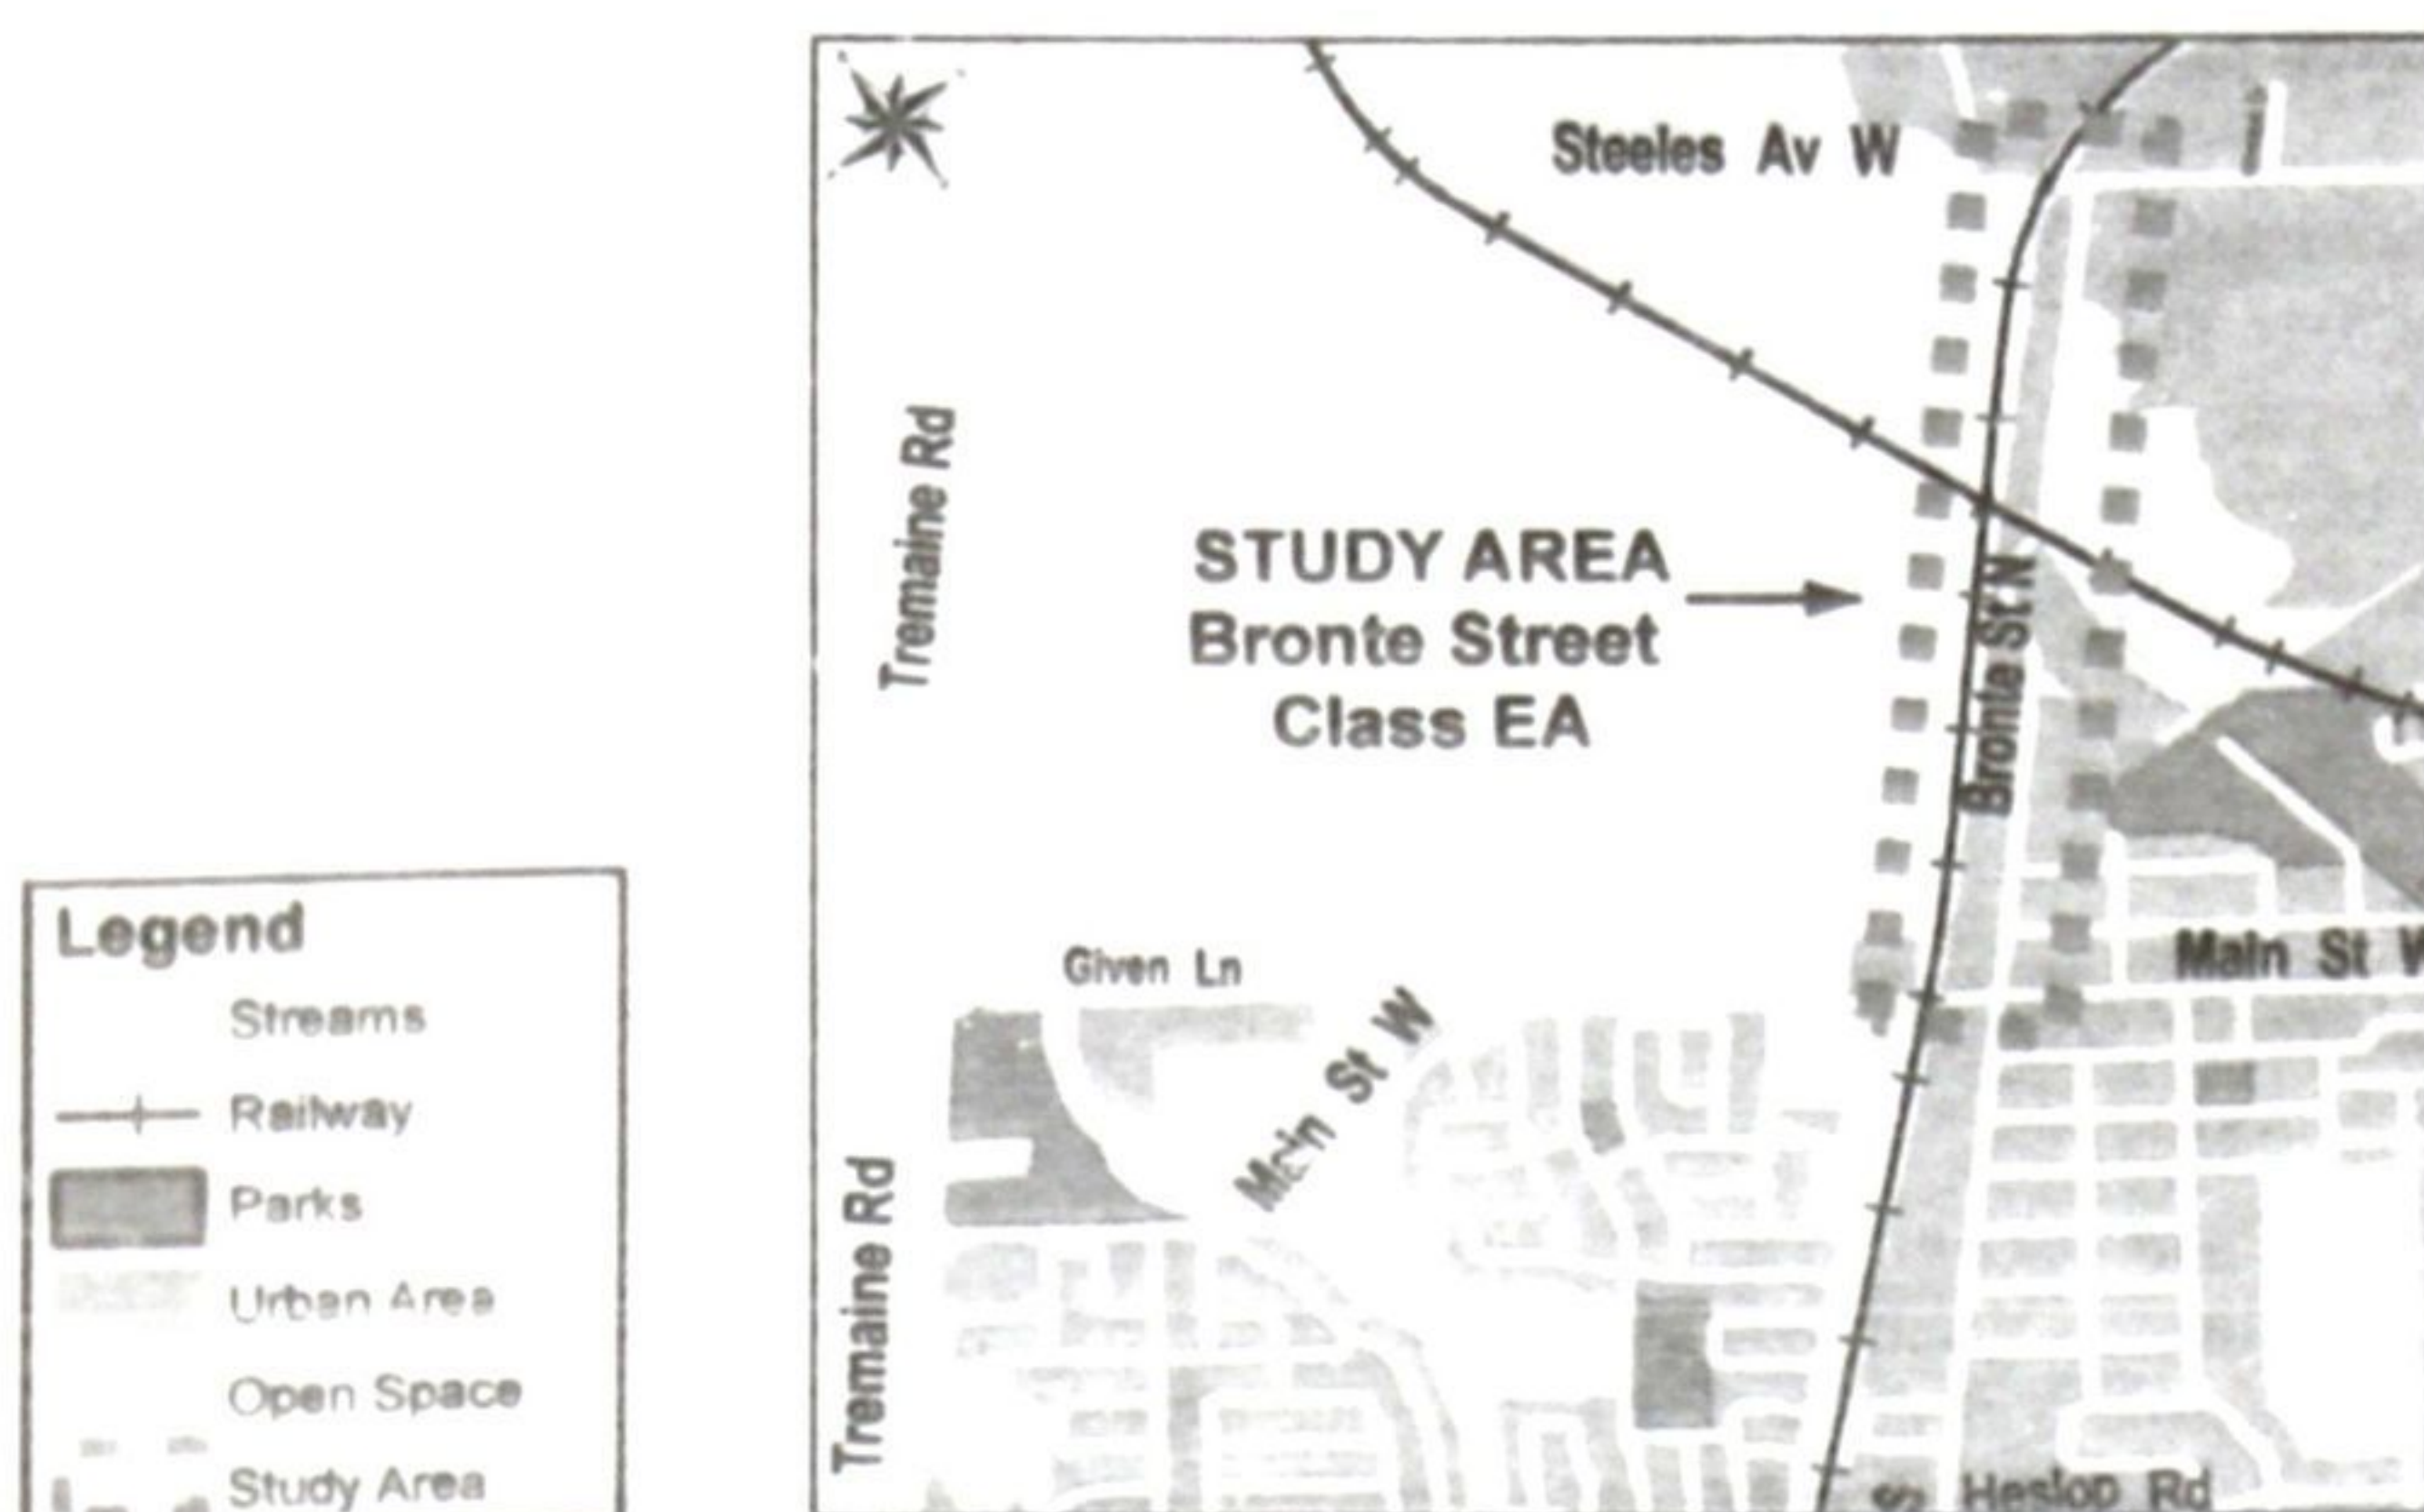 Steeles Av W
Tremaine Rd
STUDY AREA
Bronte Street
Class EA
Bronte St N
Legend
Streams
Railway
Parks
Urban Area
Open Space
Study Area
Given Ln
Main St W
Main St
Tremaine Rd
S
Heslop Rd